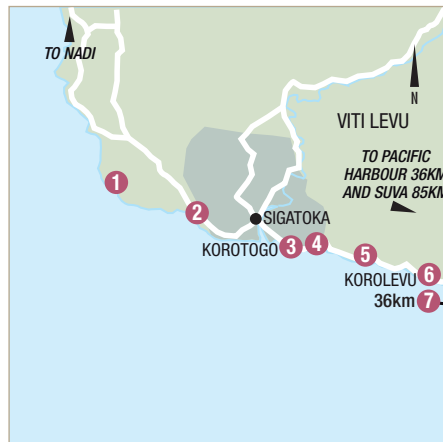 TO NADI
N
VITI LEVU
TO PACIFIC
HARBOUR 36KM
AND SUVA 85KM
1
2
SIGATOKA
KOROTOGO
3
4
5
KOROLEVU
6
36km
7